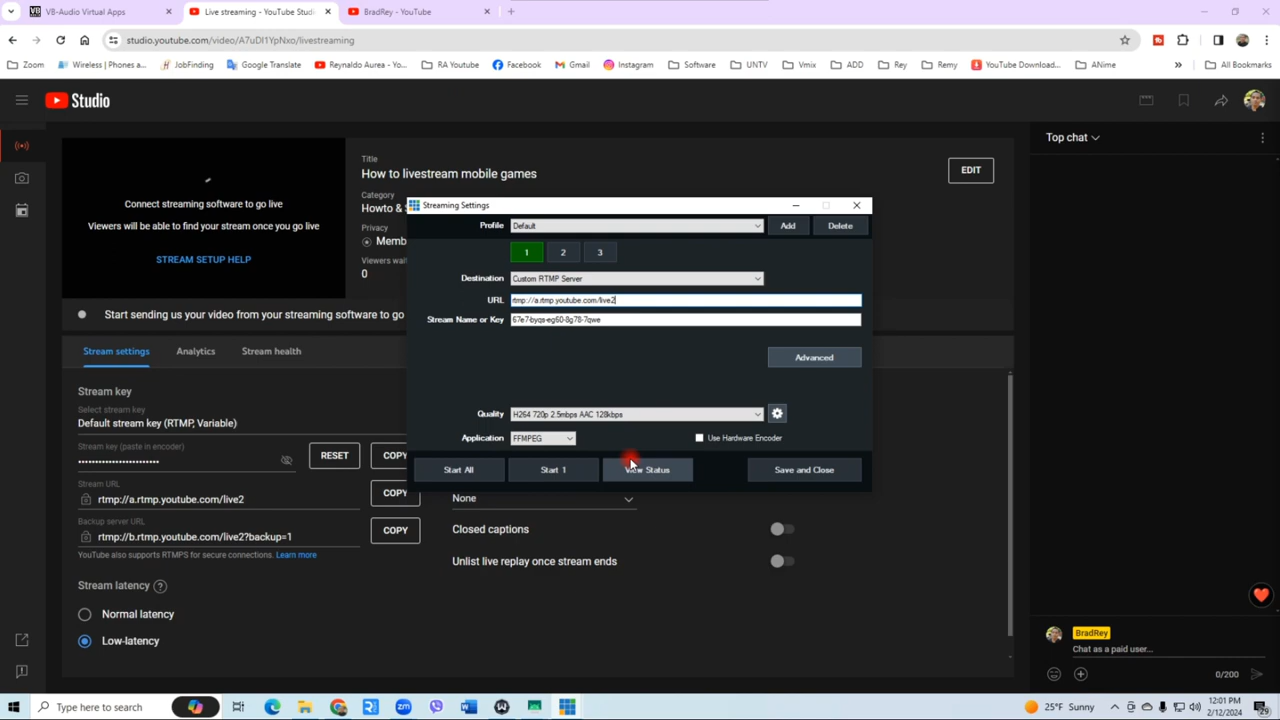 VB-Audio Virtual Apps
Live streaming - YouTube Studi
BradRey - YouTube
studio.youtube.com/video/A7uDI1YpNxo/livestreaming
Zoom
Wireless | Phones a...
JobFinding
Google Translate
Reynaldo Aurea - Yo...
RA Youtube
Facebook
Gmail
Instagram
Software
UNTV
Vmix
ADD
Rey
Remy
YouTube Download...
ANime
All Bookmarks
Studio
Top chat
Connect streaming software to go live
Viewers will be able to find your stream once you go live
STREAM SETUP HELP
Title
How to livestream mobile games
Category
Howto &
Privacy
Memb
Viewers wai
0
EDIT
Start sending us your video from your streaming software to go
Stream settings
Analytics
Stream health
Stream key
Select stream key
Default stream key (RTMP, Variable)
Stream key (paste in encoder)
••••••••••••••••••••••••
RESET
COPY
Stream URL
rtmp://a.rtmp.youtube.com/live2
COPY
Backup server URL
rtmp://b.rtmp.youtube.com/live2?backup=1
COPY
YouTube also supports RTMPS for secure connections. Learn more
Stream latency
Normal latency
Low-latency
Streaming Settings
Profile
Default
Add
Delete
1
2
3
Destination
Custom RTMP Server
URL
rtmp://a.rtmp.youtube.com/live2
Stream Name or Key
67e7-byqs-eg60-8g78-7qwe
Advanced
Quality
H264 720p 2.5mbps AAC 128kbps
Application
FFMPEG
Use Hardware Encoder
Start All
Start 1
View Status
Save and Close
None
Closed captions
Unlist live replay once stream ends
BradRey
Chat as a paid user...
0/200
Type here to search
25°F Sunny
12:01 PM
2/12/2024
29